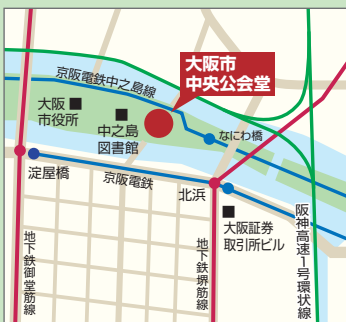 大阪市
中央公会堂
京阪電鉄中之島線
大阪
市役所
中之島
図書館
なにわ橋
淀屋橋
京阪電鉄
北浜
大阪証券
取引所ビル
地下鉄御堂筋線
地下鉄堺筋線
阪神高速1号環状線